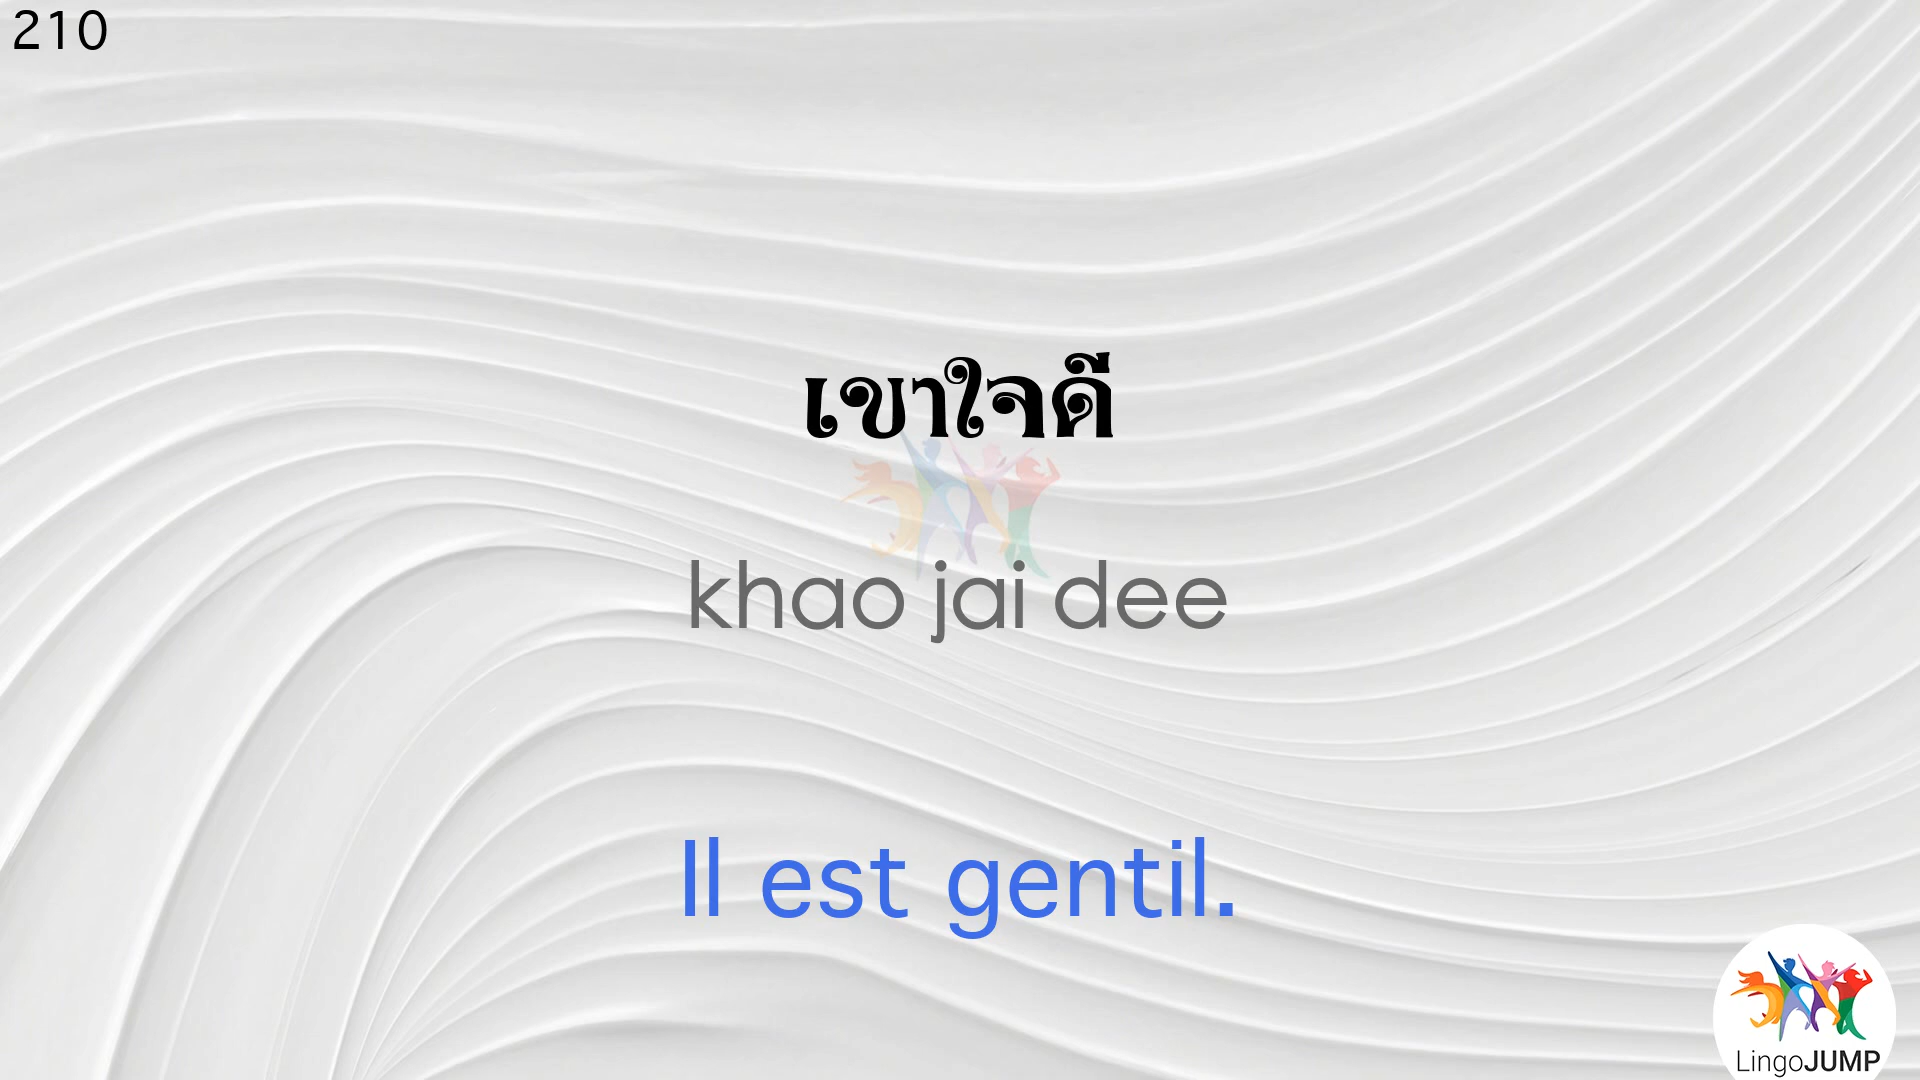 210
เขาใจดี
khao jai dee
Il est gentil.
LingoJUMP